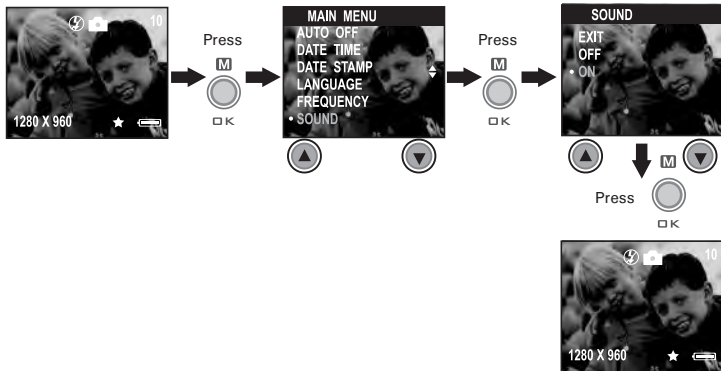 10
1280 X 960
Press
M
OK
MAIN MENU
AUTO OFF
DATE TIME
DATE STAMP
LANGUAGE
FREQUENCY
• SOUND
Press
M
OK
SOUND
EXIT
OFF
• ON
M
Press
OK
10
1280 X 960